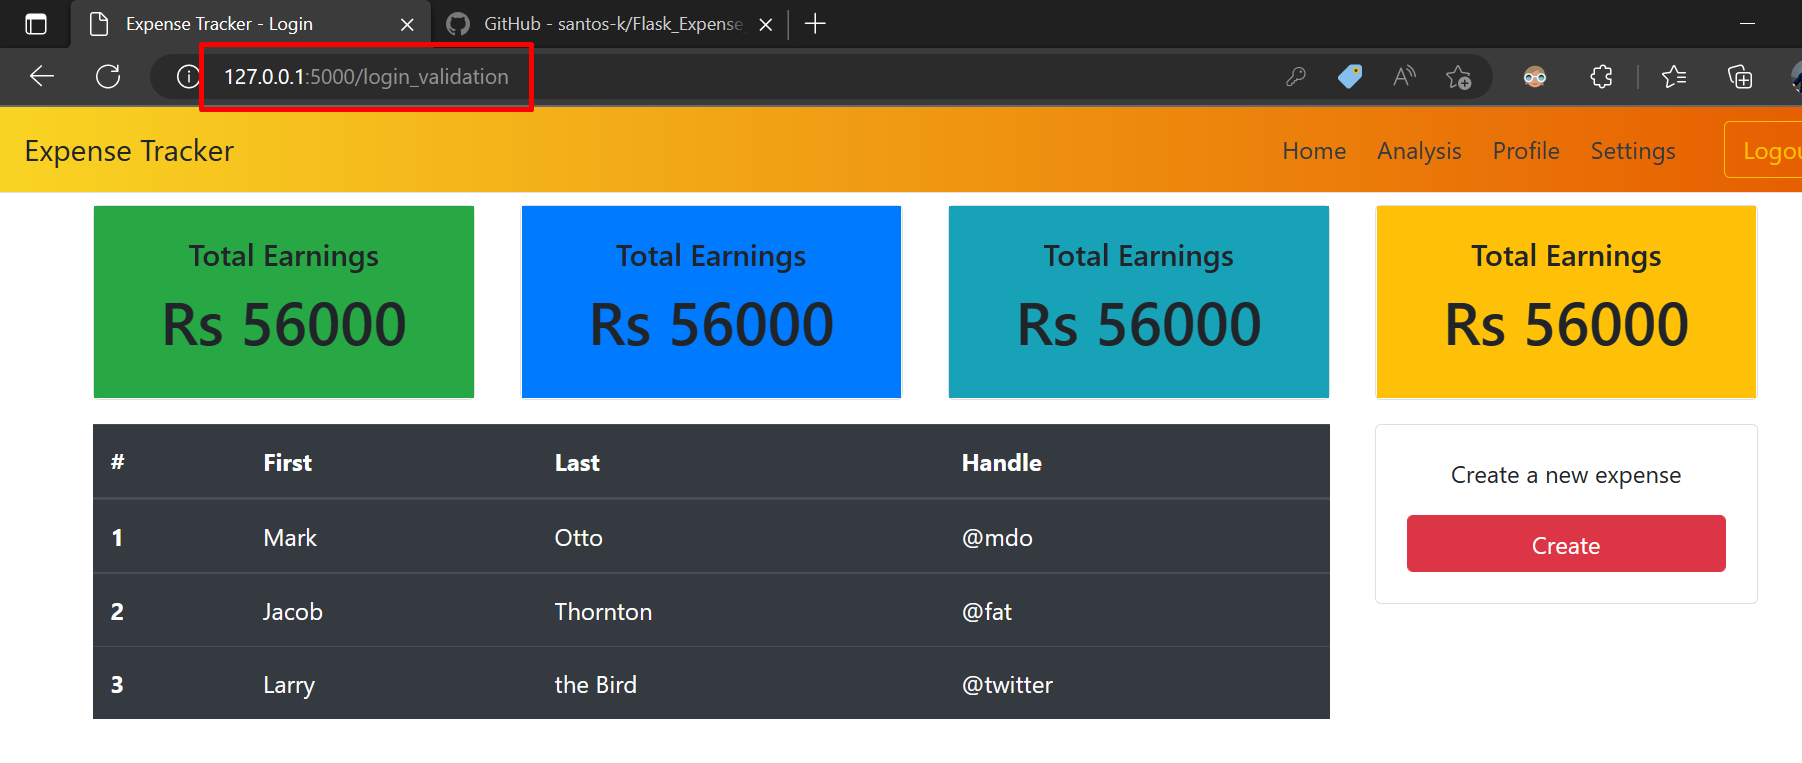 Expense Tracker - Login
GitHub - santos-k/Flask_Expense
127.0.0.1:5000/login_validation
Expense Tracker
Home Analysis Profile Settings Logou
Total Earnings Total Earnings Total Earnings Total Earnings
Rs 56000 Rs 56000 Rs 56000 Rs 56000
# First Last Handle
1 Mark Otto @mdo
2 Jacob Thornton @fat
3 Larry the Bird @twitter
Create a new expense
Create